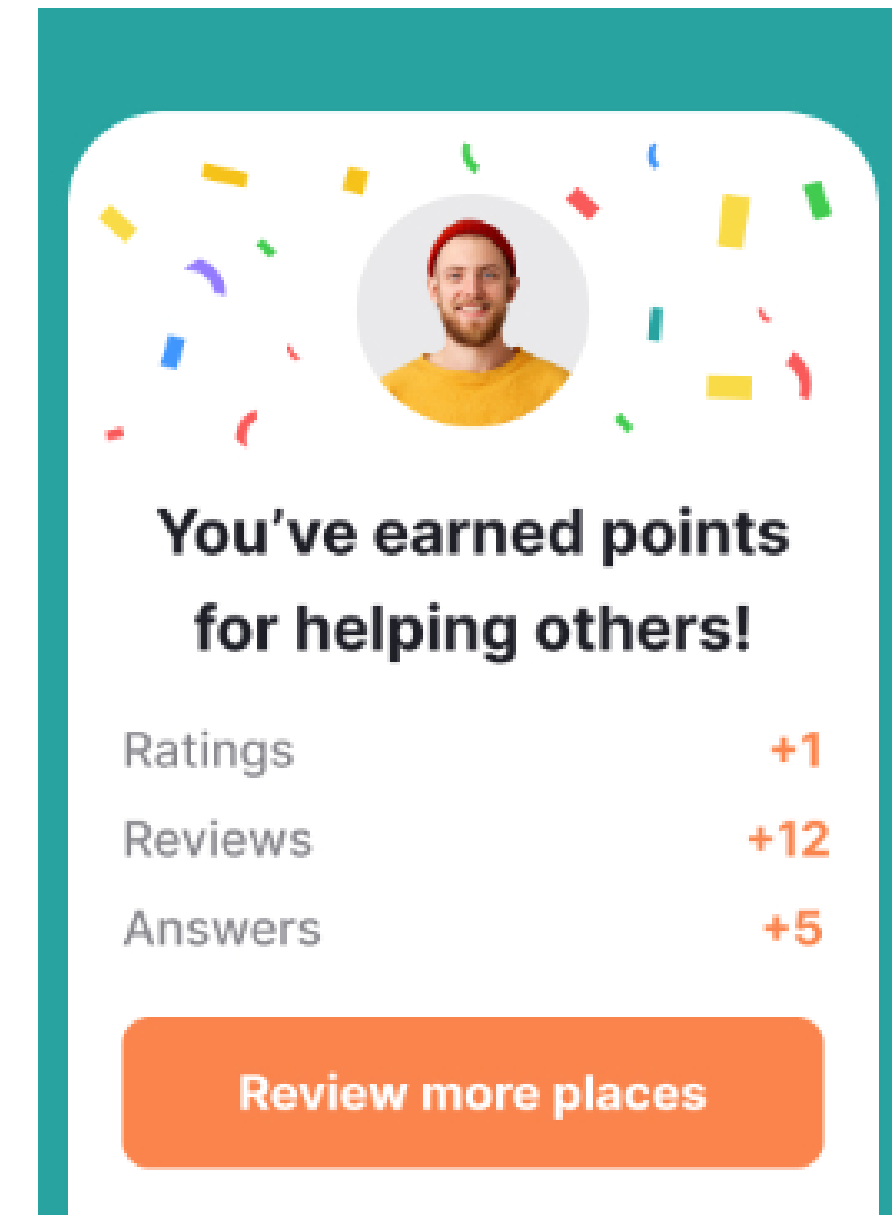 You’ve earned points
for helping others!
Ratings +1
Reviews +12
Answers +5
Review more places